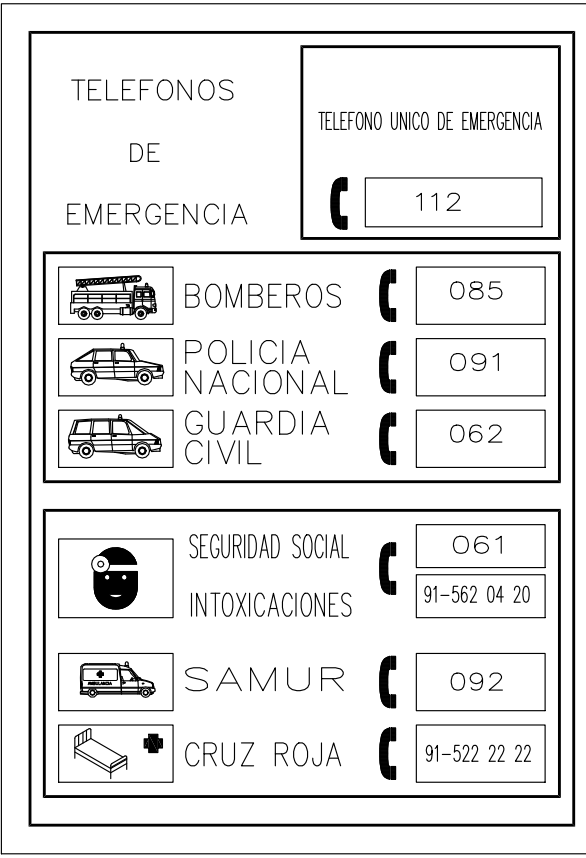 TELEFONOS
DE
EMERGENCIA
TELEFONO UNICO DE EMERGENCIA
112
BOMBEROS 085
POLICIA
NACIONAL 091
GUARDIA
CIVIL 062
SEGURIDAD SOCIAL 061
INTOXICACIONES 91-562 04 20
AMBULANCIA
SAMUR 092
CRUZ ROJA 91-522 22 22